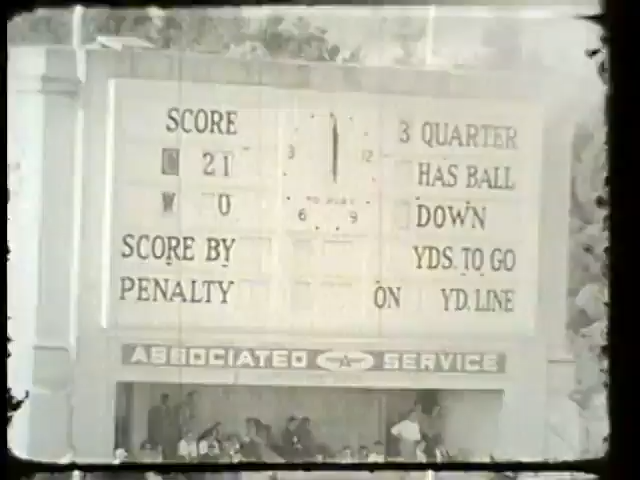 SCORE
21
W 0
SCORE BY
PENALTY
3 12
6 9
3 QUARTER
HAS BALL
DOWN
YDS. TO GO
ON YD. LINE
ASSOCIATED SERVICE